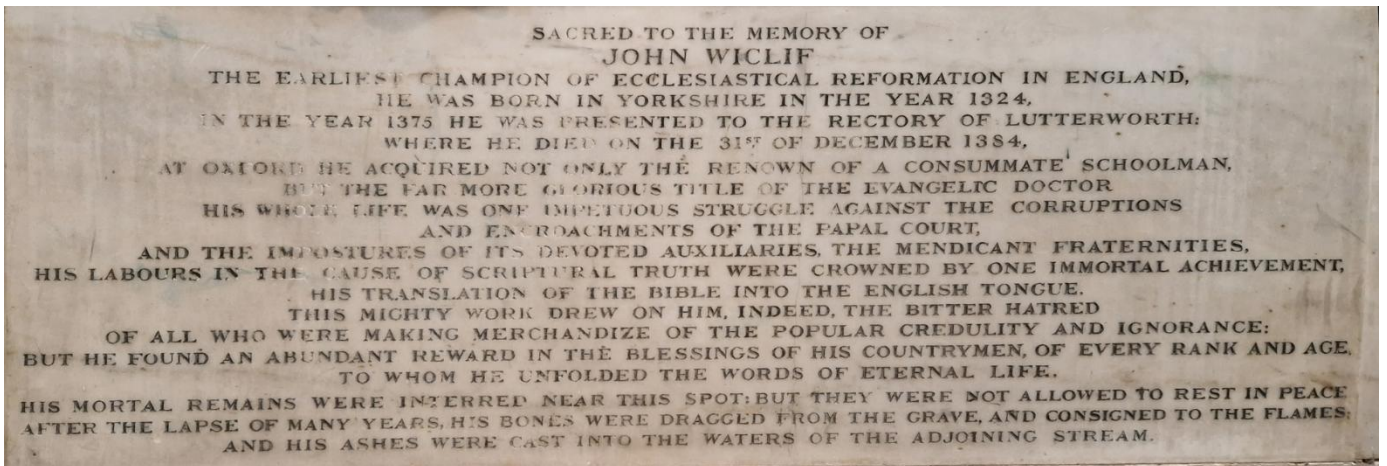 SACRED TO THE MEMORY OF
JOHN WICLIF
THE EARLIEST CHAMPION OF ECCLESIASTICAL REFORMATION IN ENGLAND,
HE WAS BORN IN YORKSHIRE IN THE YEAR 1324,
IN THE YEAR 1375 HE WAS PRESENTED TO THE RECTORY OF LUTTERWORTH:
WHERE HE DIED ON THE 31ST OF DECEMBER 1384,
AT OXFORD HE ACQUIRED NOT ONLY THE RENOWN OF A CONSUMMATE SCHOOLMAN,
BUT THE FAR MORE GLORIOUS TITLE OF THE EVANGELIC DOCTOR
HIS WHOLE LIFE WAS ONE IMPETUOUS STRUGGLE AGAINST THE CORRUPTIONS
AND ENCROACHMENTS OF THE PAPAL COURT,
AND THE IMPOSTURES OF ITS DEVOTED AUXILIARIES, THE MENDICANT FRATERNITIES,
HIS LABOURS IN THE CAUSE OF SCRIPTURAL TRUTH WERE CROWNED BY ONE IMMORTAL ACHIEVEMENT,
HIS TRANSLATION OF THE BIBLE INTO THE ENGLISH TONGUE.
THIS MIGHTY WORK DREW ON HIM, INDEED, THE BITTER HATRED
OF ALL WHO WERE MAKING MERCHANDIZE OF THE POPULAR CREDULITY AND IGNORANCE:
BUT HE FOUND AN ABUNDANT REWARD IN THE BLESSINGS OF HIS COUNTRYMEN, OF EVERY RANK AND AGE,
TO WHOM HE UNFOLDED THE WORDS OF ETERNAL LIFE.
HIS MORTAL REMAINS WERE INTERRED NEAR THIS SPOT: BUT THEY WERE NOT ALLOWED TO REST IN PEACE
AFTER THE LAPSE OF MANY YEARS, HIS BONES WERE DRAGGED FROM THE GRAVE, AND CONSIGNED TO THE FLAMES:
AND HIS ASHES WERE CAST INTO THE WATERS OF THE ADJOINING STREAM.